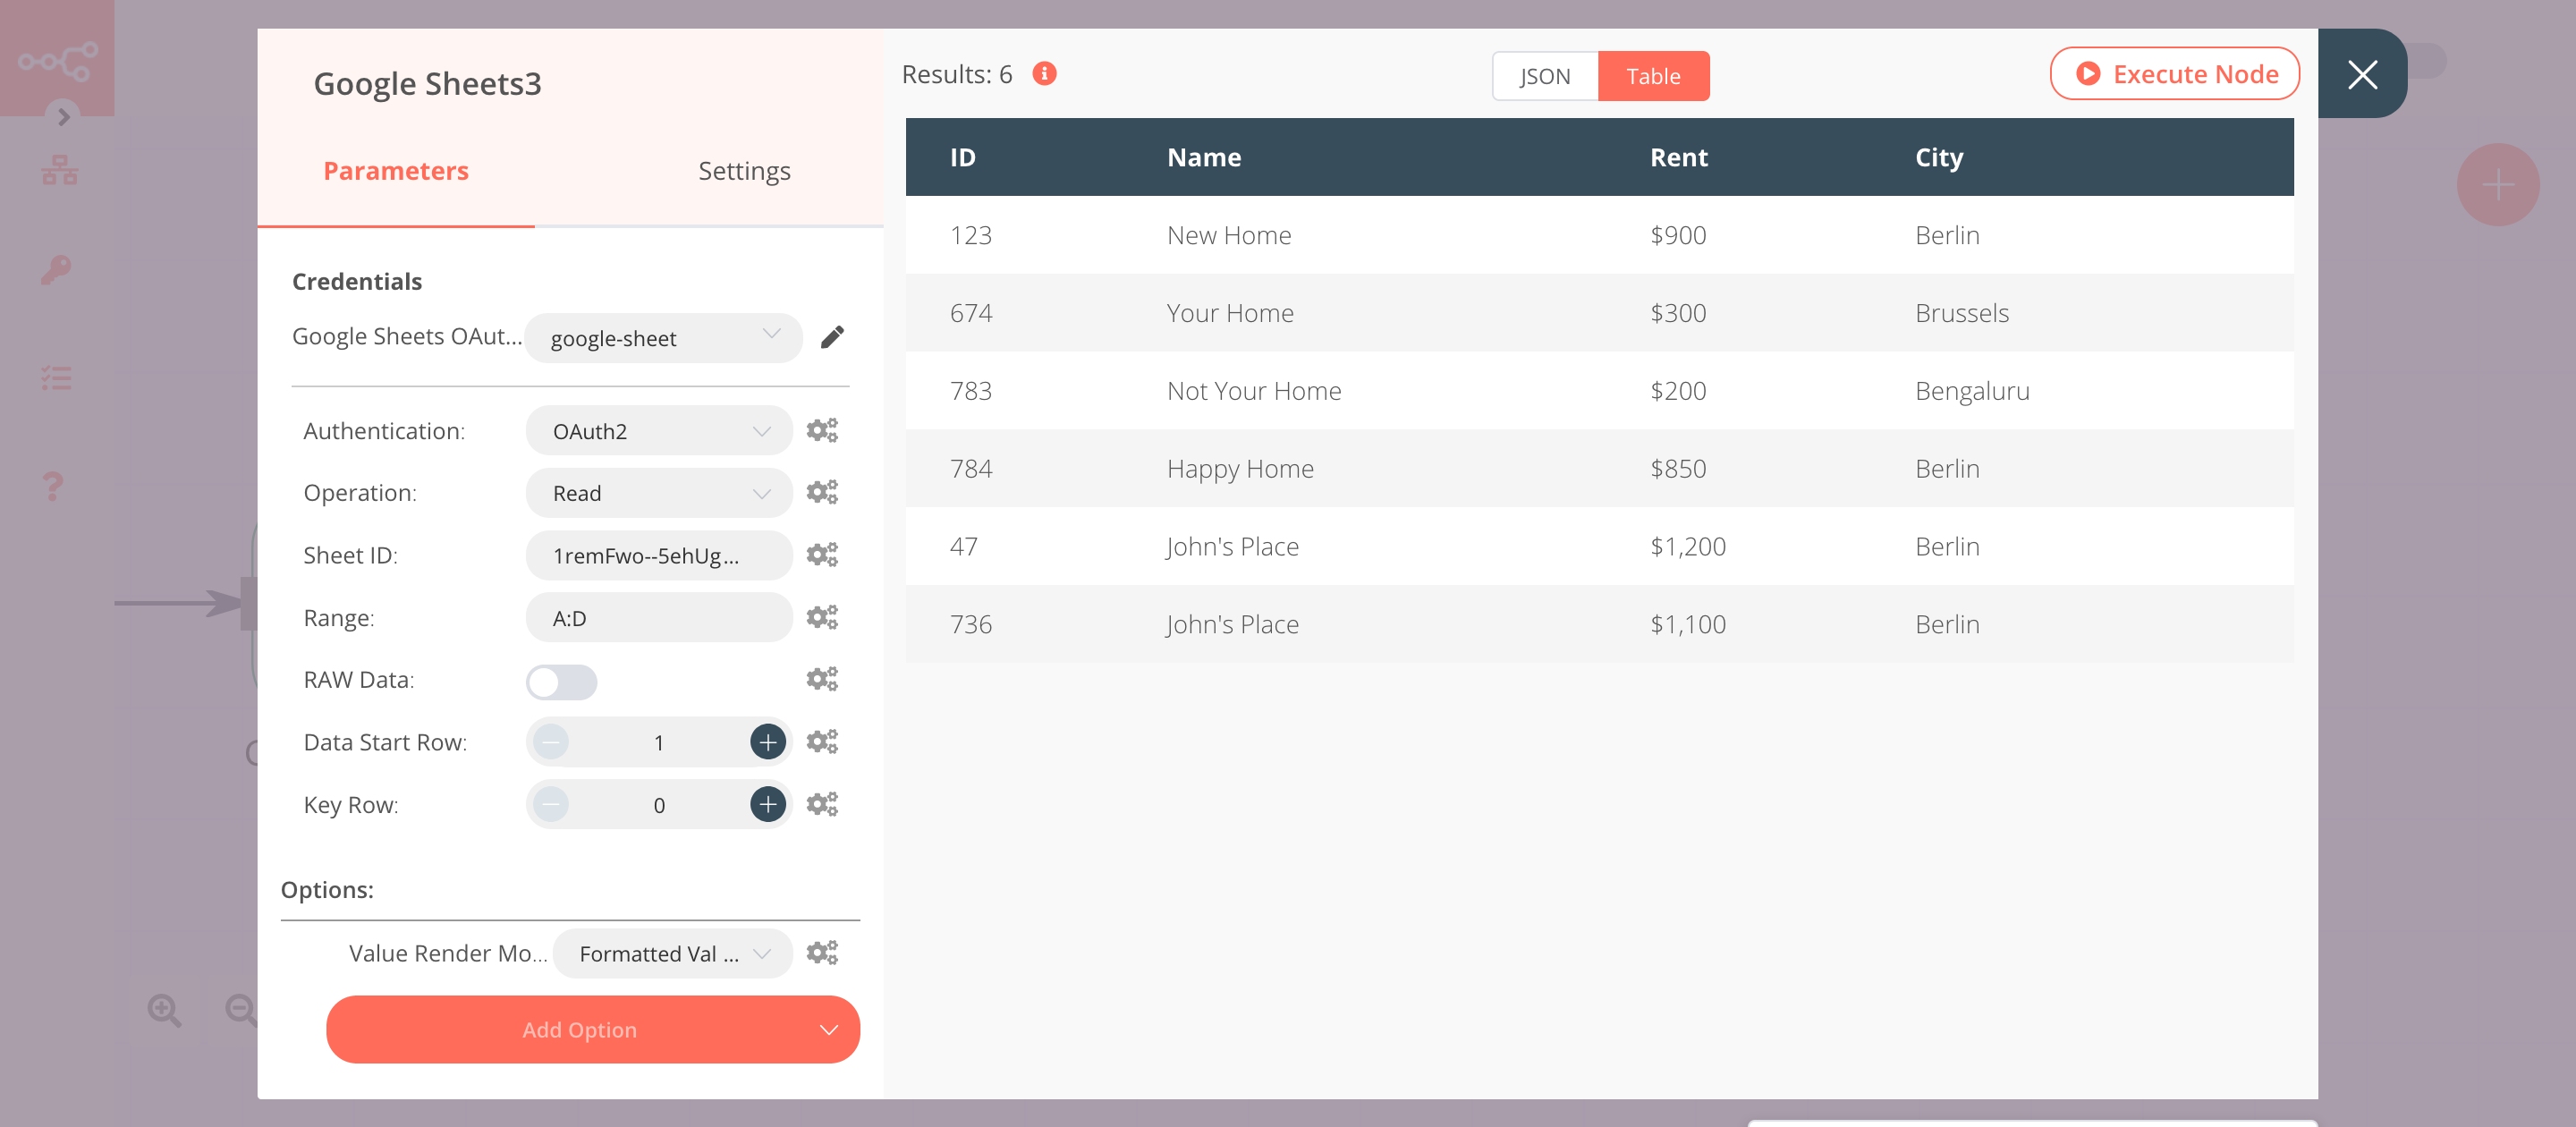 Google Sheets3
Parameters
Settings
Credentials
Google Sheets OAut...
google-sheet
Authentication:
OAuth2
Operation:
Read
Sheet ID:
1remFwo--5ehUg...
Range:
A:D
RAW Data:
Data Start Row:
1
Key Row:
0
Options:
Value Render Mo...
Formatted Val ...
Add Option
Results: 6
JSON
Table
Execute Node
ID Name Rent City
123 New Home $900 Berlin
674 Your Home $300 Brussels
783 Not Your Home $200 Bengaluru
784 Happy Home $850 Berlin
47 John's Place $1,200 Berlin
736 John's Place $1,100 Berlin